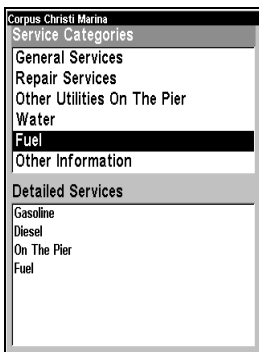 Corpus Christi Marina
Service Categories
General Services
Repair Services
Other Utilities On The Pier
Water
Fuel
Other Information
Detailed Services
Gasoline
Diesel
On The Pier
Fuel